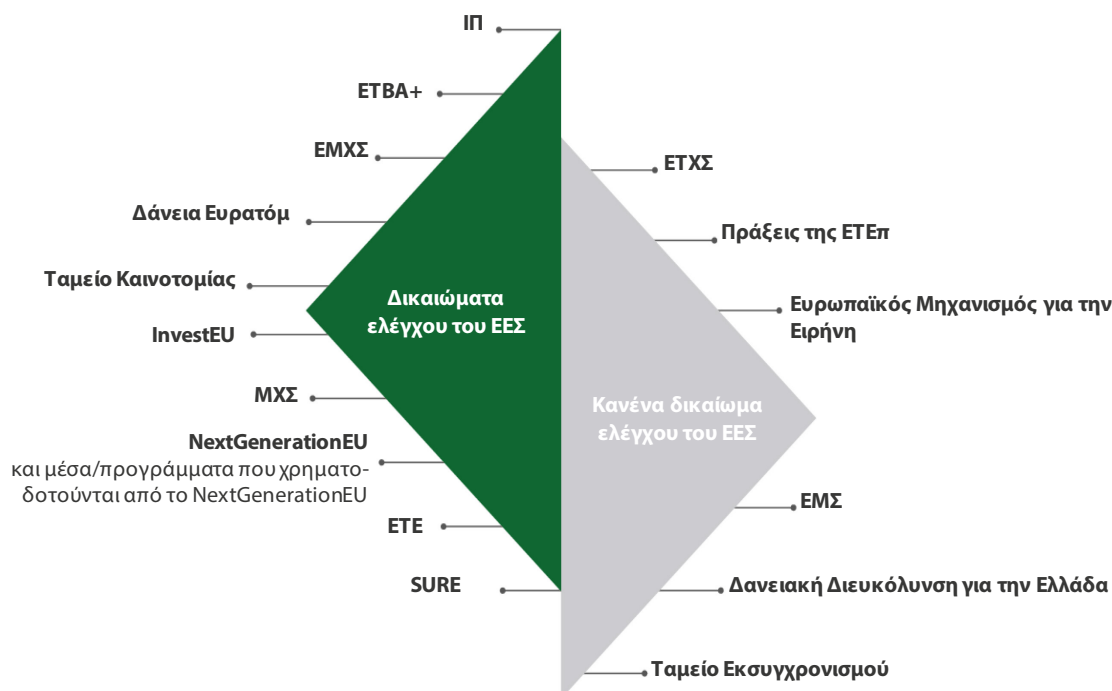 ΙΠ
ΕΤΒΑ+
ΕΜΧΣ
Δάνεια Ευρατόμ
Ταμείο Καινοτομίας
InvestEU
ΜΧΣ
NextGenerationEU
και μέσα/προγράμματα που χρηματο-
δοτούνται από το NextGenerationEU
ΕΤΕ
SURE
Δικαιώματα
ελέγχου του ΕΕΣ
Κανένα δικαίωμα
ελέγχου του ΕΕΣ
ΕΤΧΣ
Πράξεις της ΕΤΕπ
Ευρωπαϊκός Μηχανισμός για την
Ειρήνη
ΕΜΣ
Δανειακή Διευκόλυνση για την Ελλάδα
Ταμείο Εκσυγχρονισμού